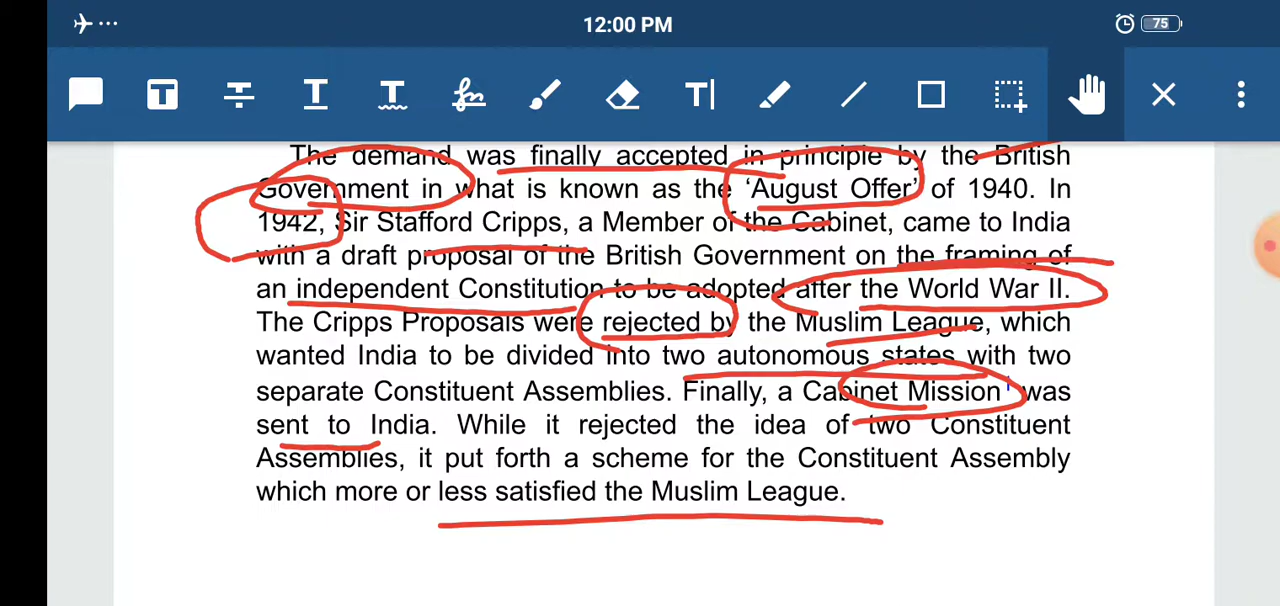 12:00 PM
75
T
T
T
T
T
The demand was finally accepted in principle by the British
Government in what is known as the ‘August Offer’ of 1940. In
1942, Sir Stafford Cripps, a Member of the Cabinet, came to India
with a draft proposal of the British Government on the framing of
an independent Constitution to be adopted after the World War II.
The Cripps Proposals were rejected by the Muslim League, which
wanted India to be divided into two autonomous states with two
separate Constituent Assemblies. Finally, a Cabinet Mission was
sent to India. While it rejected the idea of two Constituent
Assemblies, it put forth a scheme for the Constituent Assembly
which more or less satisfied the Muslim League.